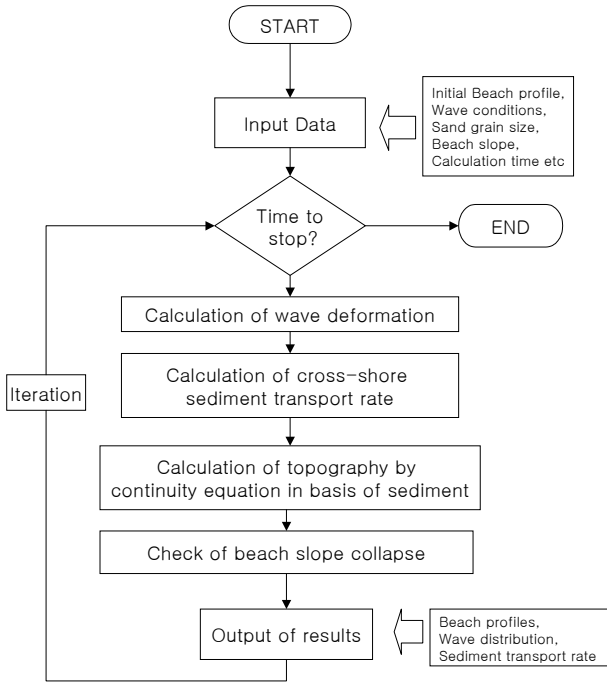 START
Input Data
Initial Beach profile,
Wave conditions,
Sand grain size,
Beach slope,
Calculation time etc
Time to
stop?
END
Calculation of wave deformation
Calculation of cross-shore
sediment transport rate
Iteration
Calculation of topography by
continuity equation in basis of sediment
Check of beach slope collapse
Output of results
Beach profiles,
Wave distribution,
Sediment transport rate